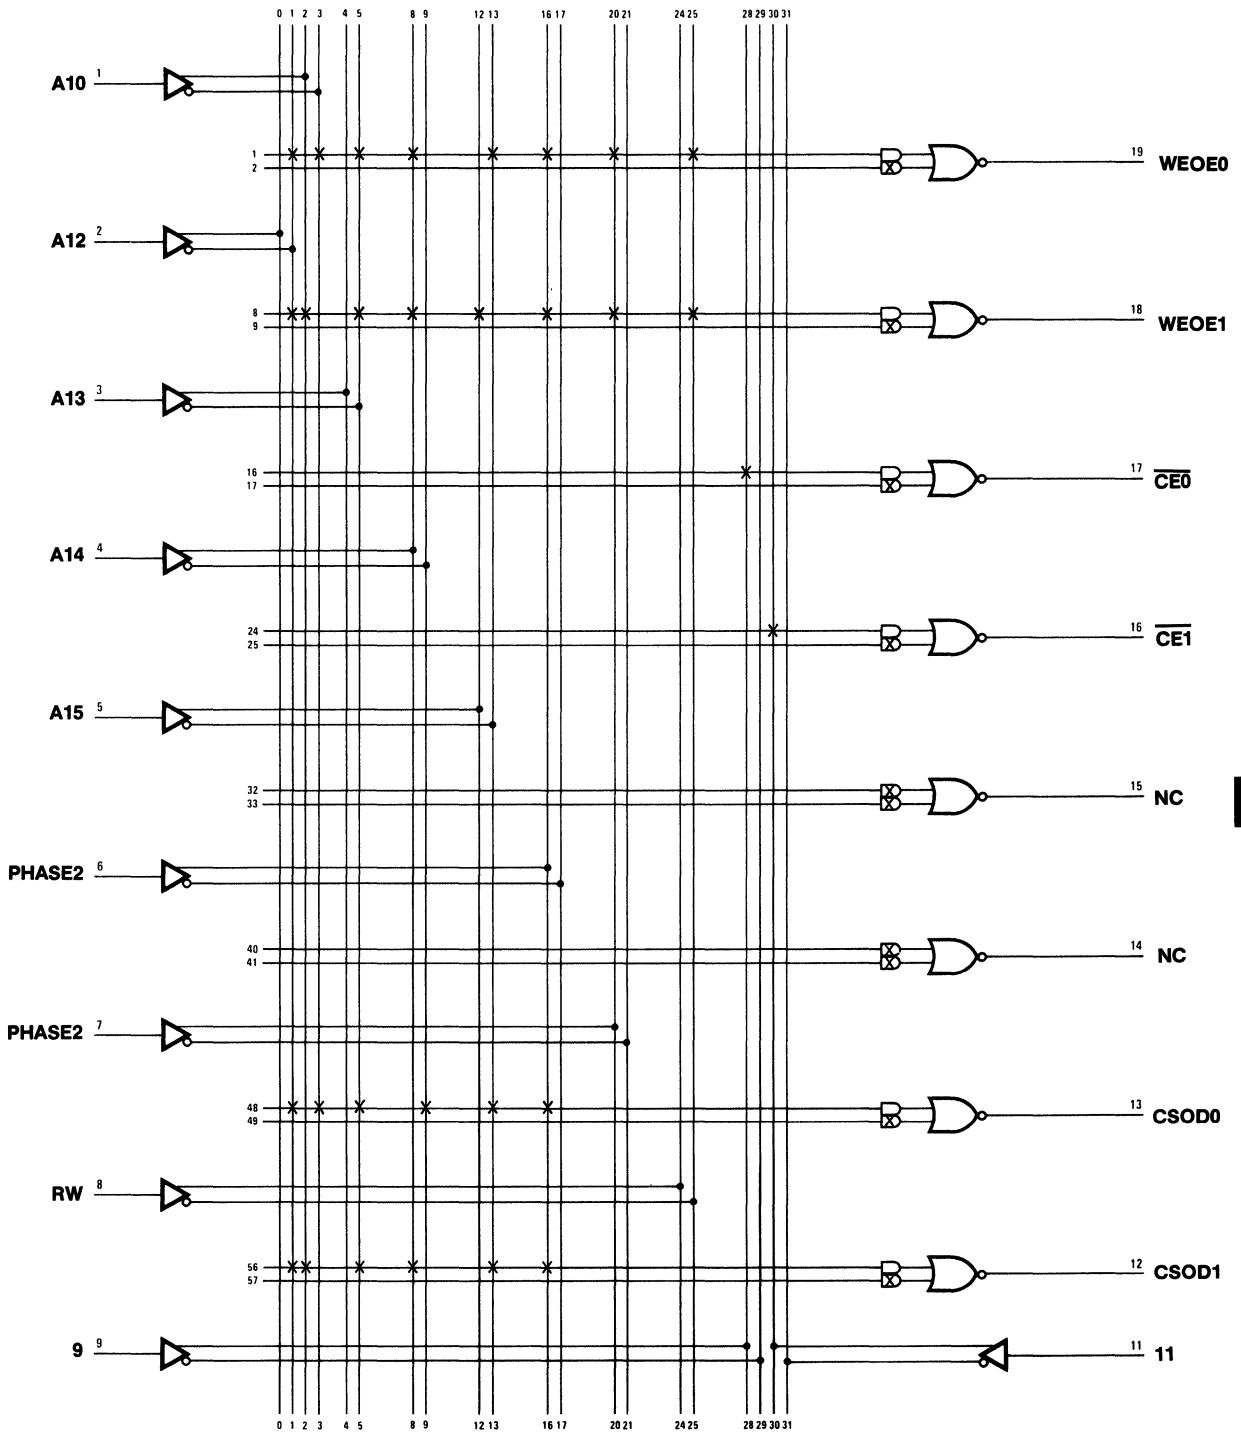 0 1 2 3 4 5 8 9 12 13 16 17 20 21 24 25 28 29 30 31
A10 1
1
2
19 WEOE0
A12 2
8
9
18 WEOE1
A13 3
16
17
17 CE0
A14 4
24
25
16 CE1
A15 5
32
33
15 NC
PHASE2 6
40
41
14 NC
PHASE2 7
48
49
13 CSOD0
RW 8
56
57
12 CSOD1
9 9
11 11
0 1 2 3 4 5 8 9 12 13 16 17 20 21 24 25 28 29 30 31